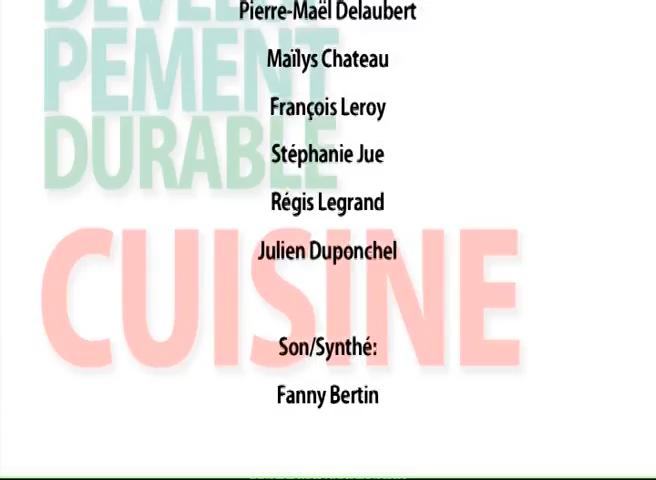 DÉVELOP
PEMENT
DURABLE
CUISINE
Pierre-Maël Delaubert
Maïlys Chateau
François Leroy
Stéphanie Jue
Régis Legrand
Julien Duponchel
Son/Synthé:
Fanny Bertin